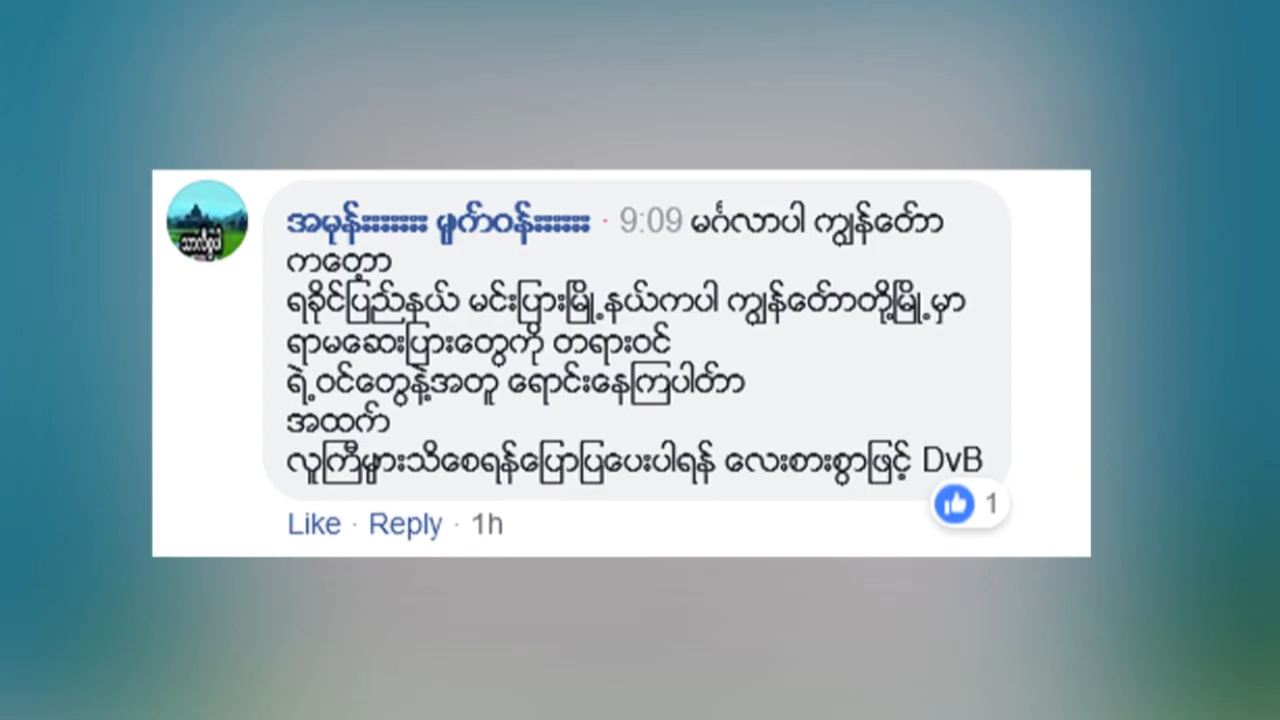 သာလီစွပါ
အမုန်းးးးးးး မျက်ဝန်းးးးးး · 9:09 မင်္ဂလာပါ ကျွန်တော်
ကတော့
ရခိုင်ပြည်နယ် မင်းပြားမြို့နယ်ကပါ ကျွန်တော်တို့မြို့မှာ
ရာမဆေးပြားတွေကို တရားဝင်
ရဲ့ဝင်တွေနဲ့အတူ ရောင်းနေကြပါတာ်
အထက်
လူကြီများသိစေရန်ပြောပြပေးပါရန် လေးစားစွာဖြင့် DvB
1
Like · Reply · 1h